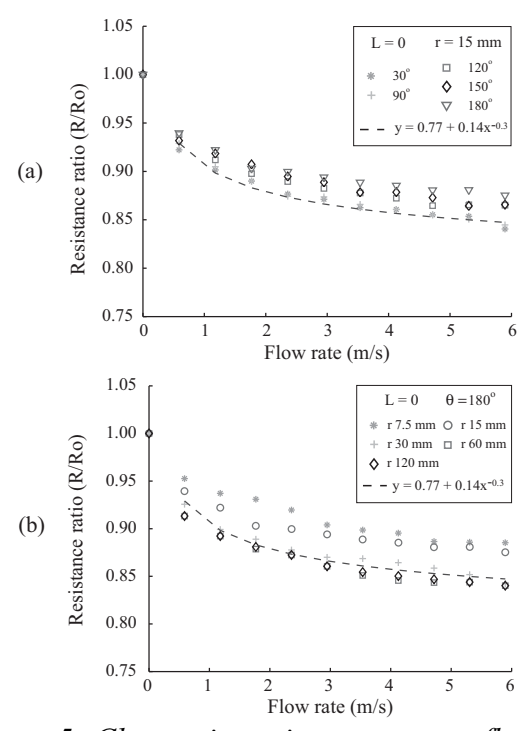 1.05
1.00
0.95
0.90
0.85
0.80
0.75
Resistance ratio (R/Ro)
(a)
L = 0 r = 15 mm
30° 120°
90° 150°
180°
y = 0.77 + 0.14x⁻⁰·³
0 1 2 3 4 5 6
Flow rate (m/s)
1.05
1.00
0.95
0.90
0.85
0.80
0.75
Resistance ratio (R/Ro)
(b)
L = 0 θ = 180°
r 7.5 mm r 15 mm
r 30 mm r 60 mm
r 120 mm
y = 0.77 + 0.14x⁻⁰·³
0 1 2 3 4 5 6
Flow rate (m/s)